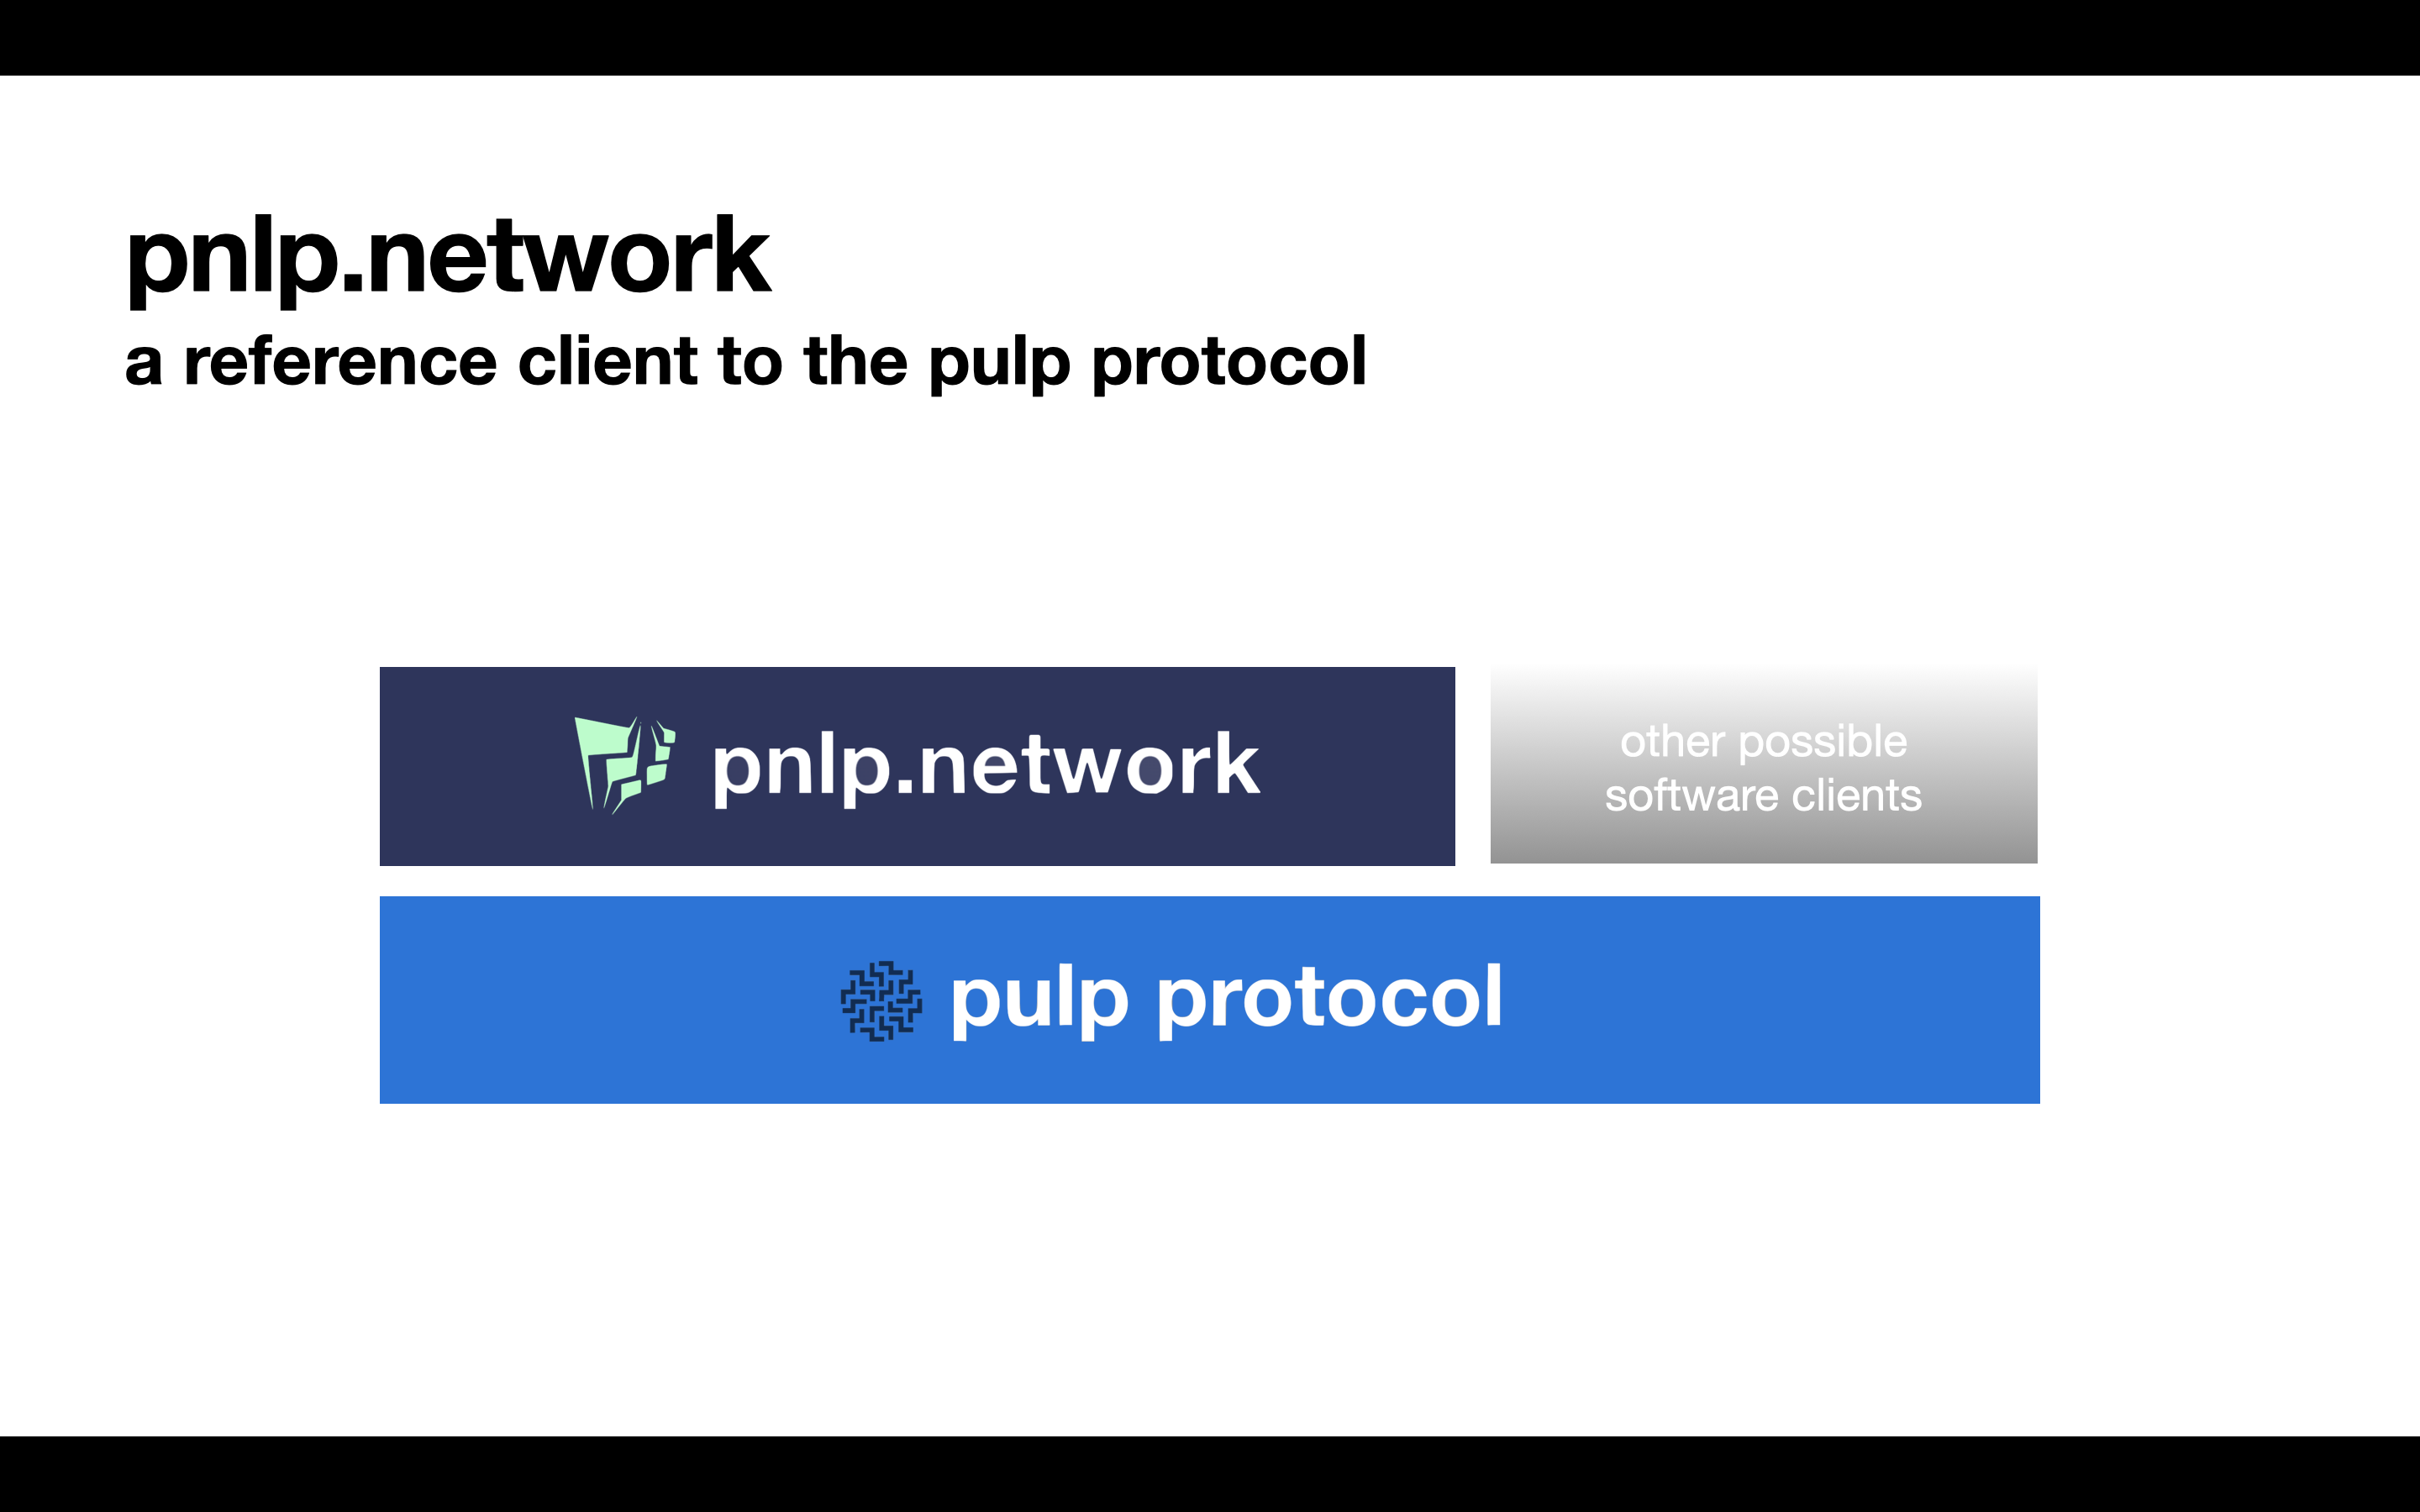 pnlp.network
a reference client to the pulp protocol
pnlp.network
other possible
software clients
pulp protocol